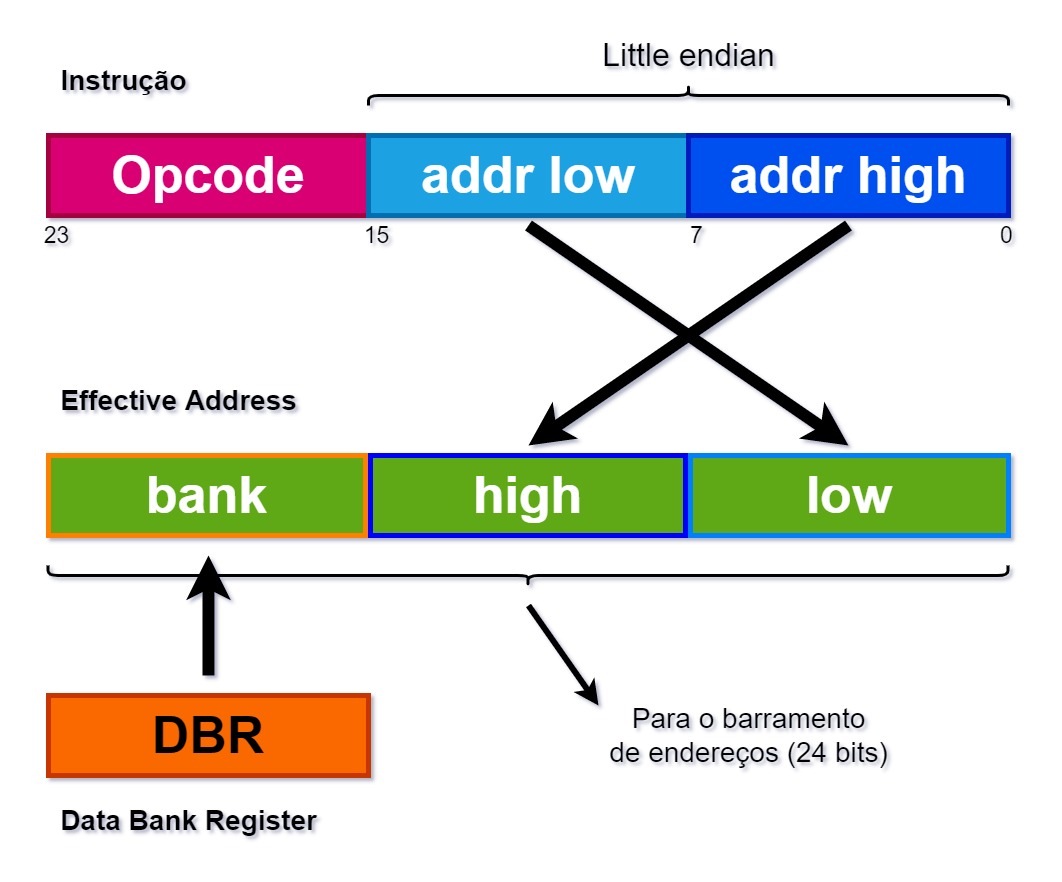 Little endian
Instrução
Opcode addr low addr high
23 15 7 0
Effective Address
bank high low
DBR
Para o barramento
de endereços (24 bits)
Data Bank Register